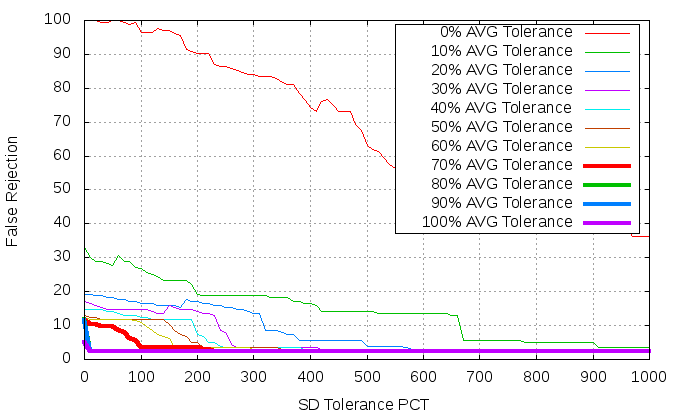 100
90
80
70
60
50
40
30
20
10
0
False Rejection
0% AVG Tolerance
10% AVG Tolerance
20% AVG Tolerance
30% AVG Tolerance
40% AVG Tolerance
50% AVG Tolerance
60% AVG Tolerance
70% AVG Tolerance
80% AVG Tolerance
90% AVG Tolerance
100% AVG Tolerance
0 100 200 300 400 500 600 700 800 900 1000
SD Tolerance PCT